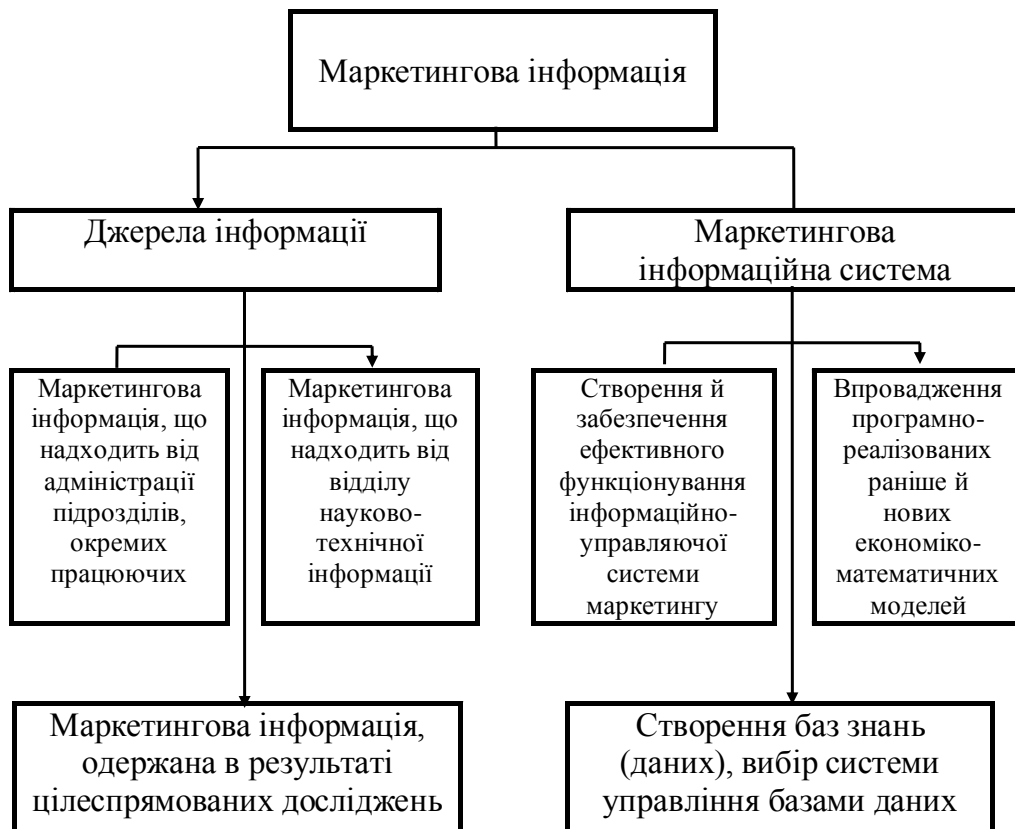 Маркетингова інформація
Джерела інформації
Маркетингова
інформаційна система
Маркетингова
інформація, що
надходить від
адміністрації
підрозділів,
окремих
працюючих
Маркетингова
інформація, що
надходить від
відділу
науково-
технічної
інформації
Створення й
забезпечення
ефективного
функціонування
інформаційно-
управляючої
системи
маркетингу
Впровадження
програмно-
реалізованих
раніше й
нових
економіко-
математичних
моделей
Маркетингова інформація,
одержана в результаті
цілеспрямованих досліджень
Створення баз знань
(даних), вибір системи
управління базами даних